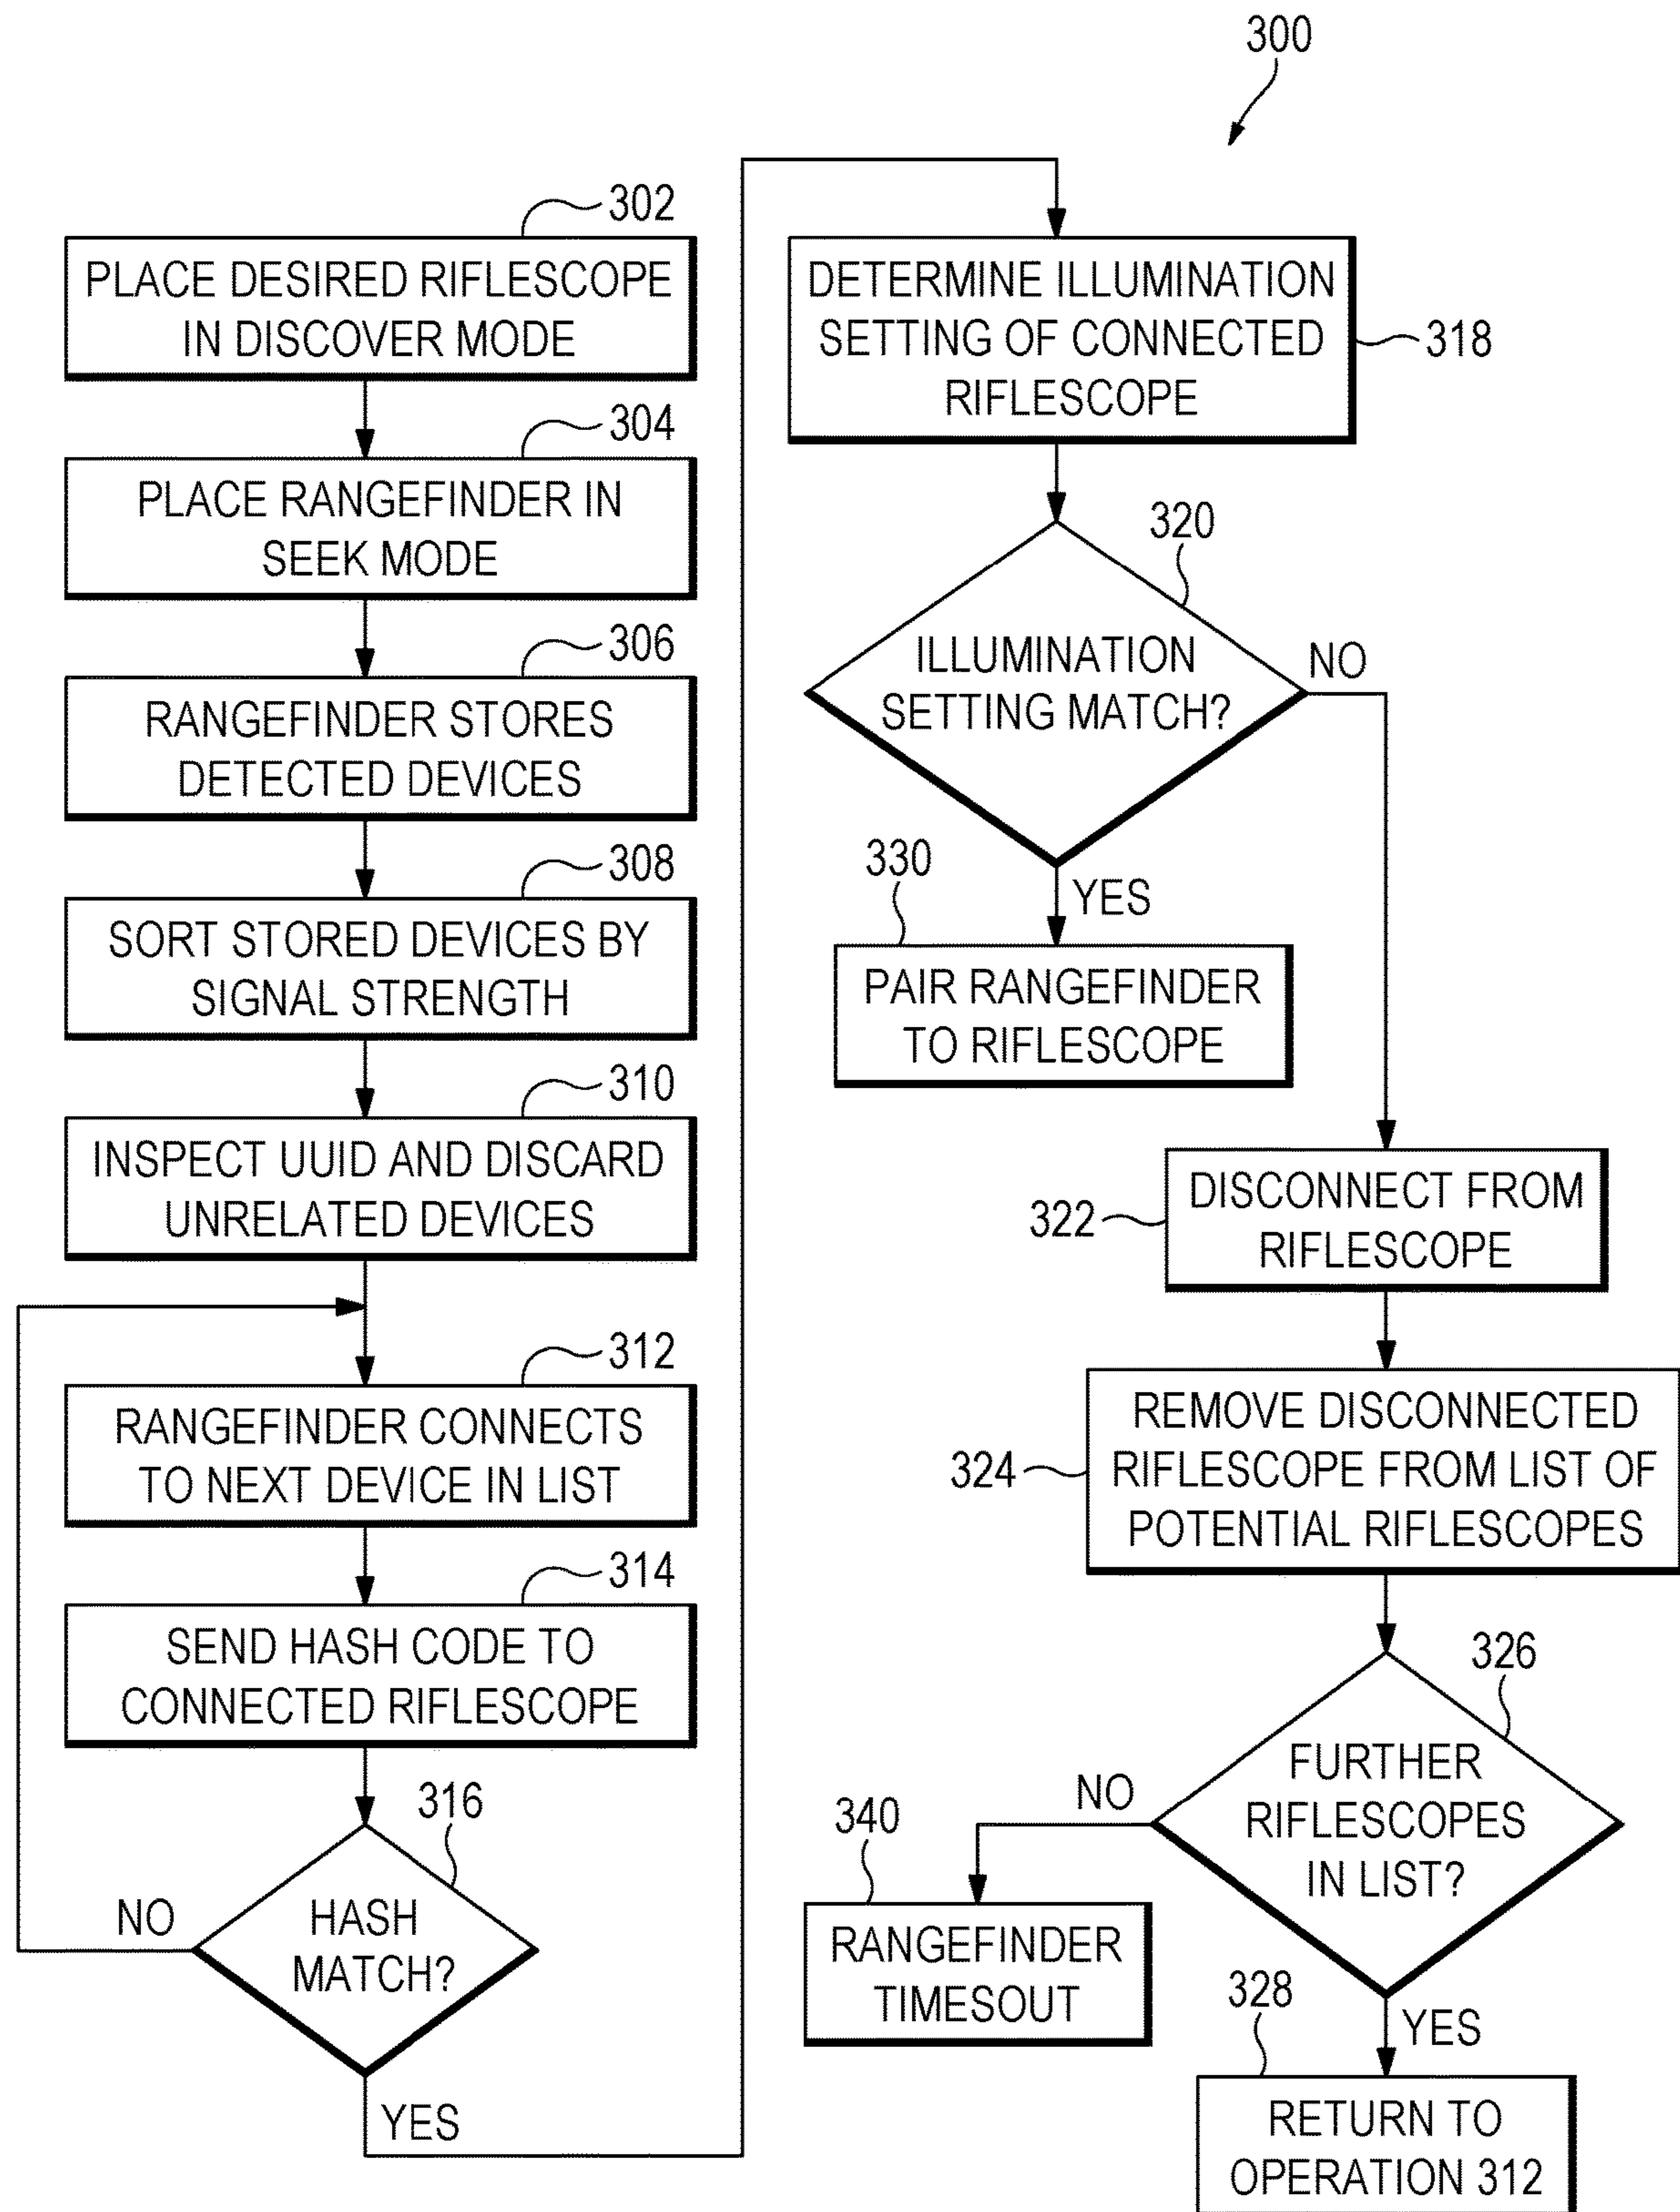 300
302
PLACE DESIRED RIFLESCOPE
IN DISCOVER MODE
304
PLACE RANGEFINDER IN
SEEK MODE
306
RANGEFINDER STORES
DETECTED DEVICES
308
SORT STORED DEVICES BY
SIGNAL STRENGTH
310
INSPECT UUID AND DISCARD
UNRELATED DEVICES
312
RANGEFINDER CONNECTS
TO NEXT DEVICE IN LIST
314
SEND HASH CODE TO
CONNECTED RIFLESCOPE
316
HASH
MATCH?
NO
YES
DETERMINE ILLUMINATION
SETTING OF CONNECTED
RIFLESCOPE
318
320
ILLUMINATION
SETTING MATCH?
NO
YES
330
PAIR RANGEFINDER
TO RIFLESCOPE
322
DISCONNECT FROM
RIFLESCOPE
324
REMOVE DISCONNECTED
RIFLESCOPE FROM LIST OF
POTENTIAL RIFLESCOPES
326
FURTHER
RIFLESCOPES
IN LIST?
NO
340
RANGEFINDER
TIMESOUT
YES
328
RETURN TO
OPERATION 312